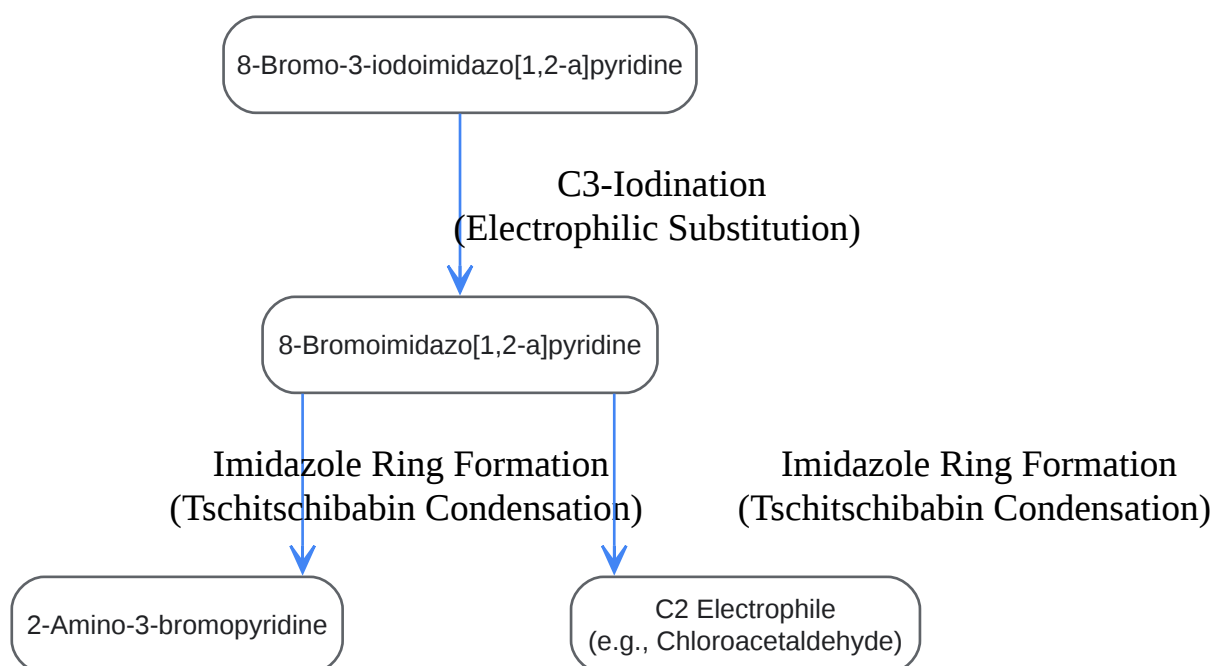 8-Bromo-3-iodoimidazo[1,2-a]pyridine
C3-Iodination
(Electrophilic Substitution)
8-Bromoimidazo[1,2-a]pyridine
Imidazole Ring Formation
(Tschitschibabin Condensation)
Imidazole Ring Formation
(Tschitschibabin Condensation)
2-Amino-3-bromopyridine
C2 Electrophile
(e.g., Chloroacetaldehyde)